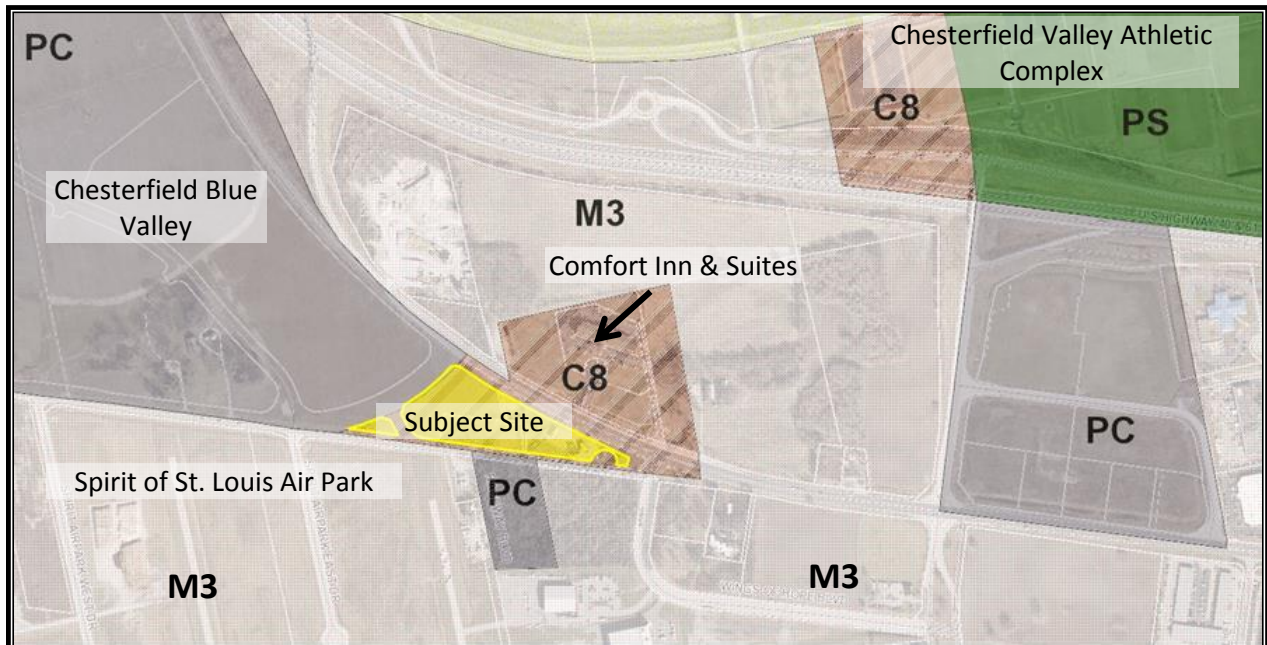 PC
Chesterfield Valley Athletic
Complex
C8
PS
Chesterfield Blue
Valley
M3
Comfort Inn & Suites
C8
Subject Site
PC
Spirit of St. Louis Air Park
PC
M3
M3